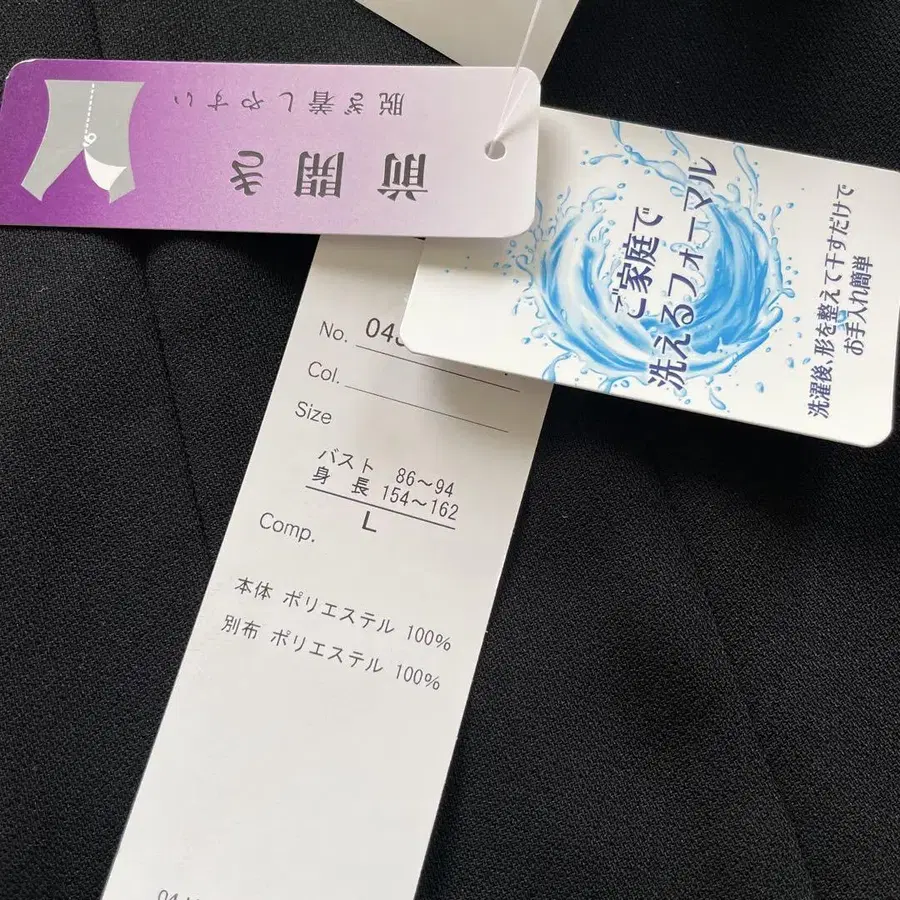 前開き
脱ぎ着しやすい
ご家庭で
洗えるフォーマル
洗濯後、形を整えて干すだけで
お手入れ簡単
No. 04
Col.
Size
バスト 86～94
身長 154～162
L
Comp.
本体 ポリエステル 100%
別布 ポリエステル 100%